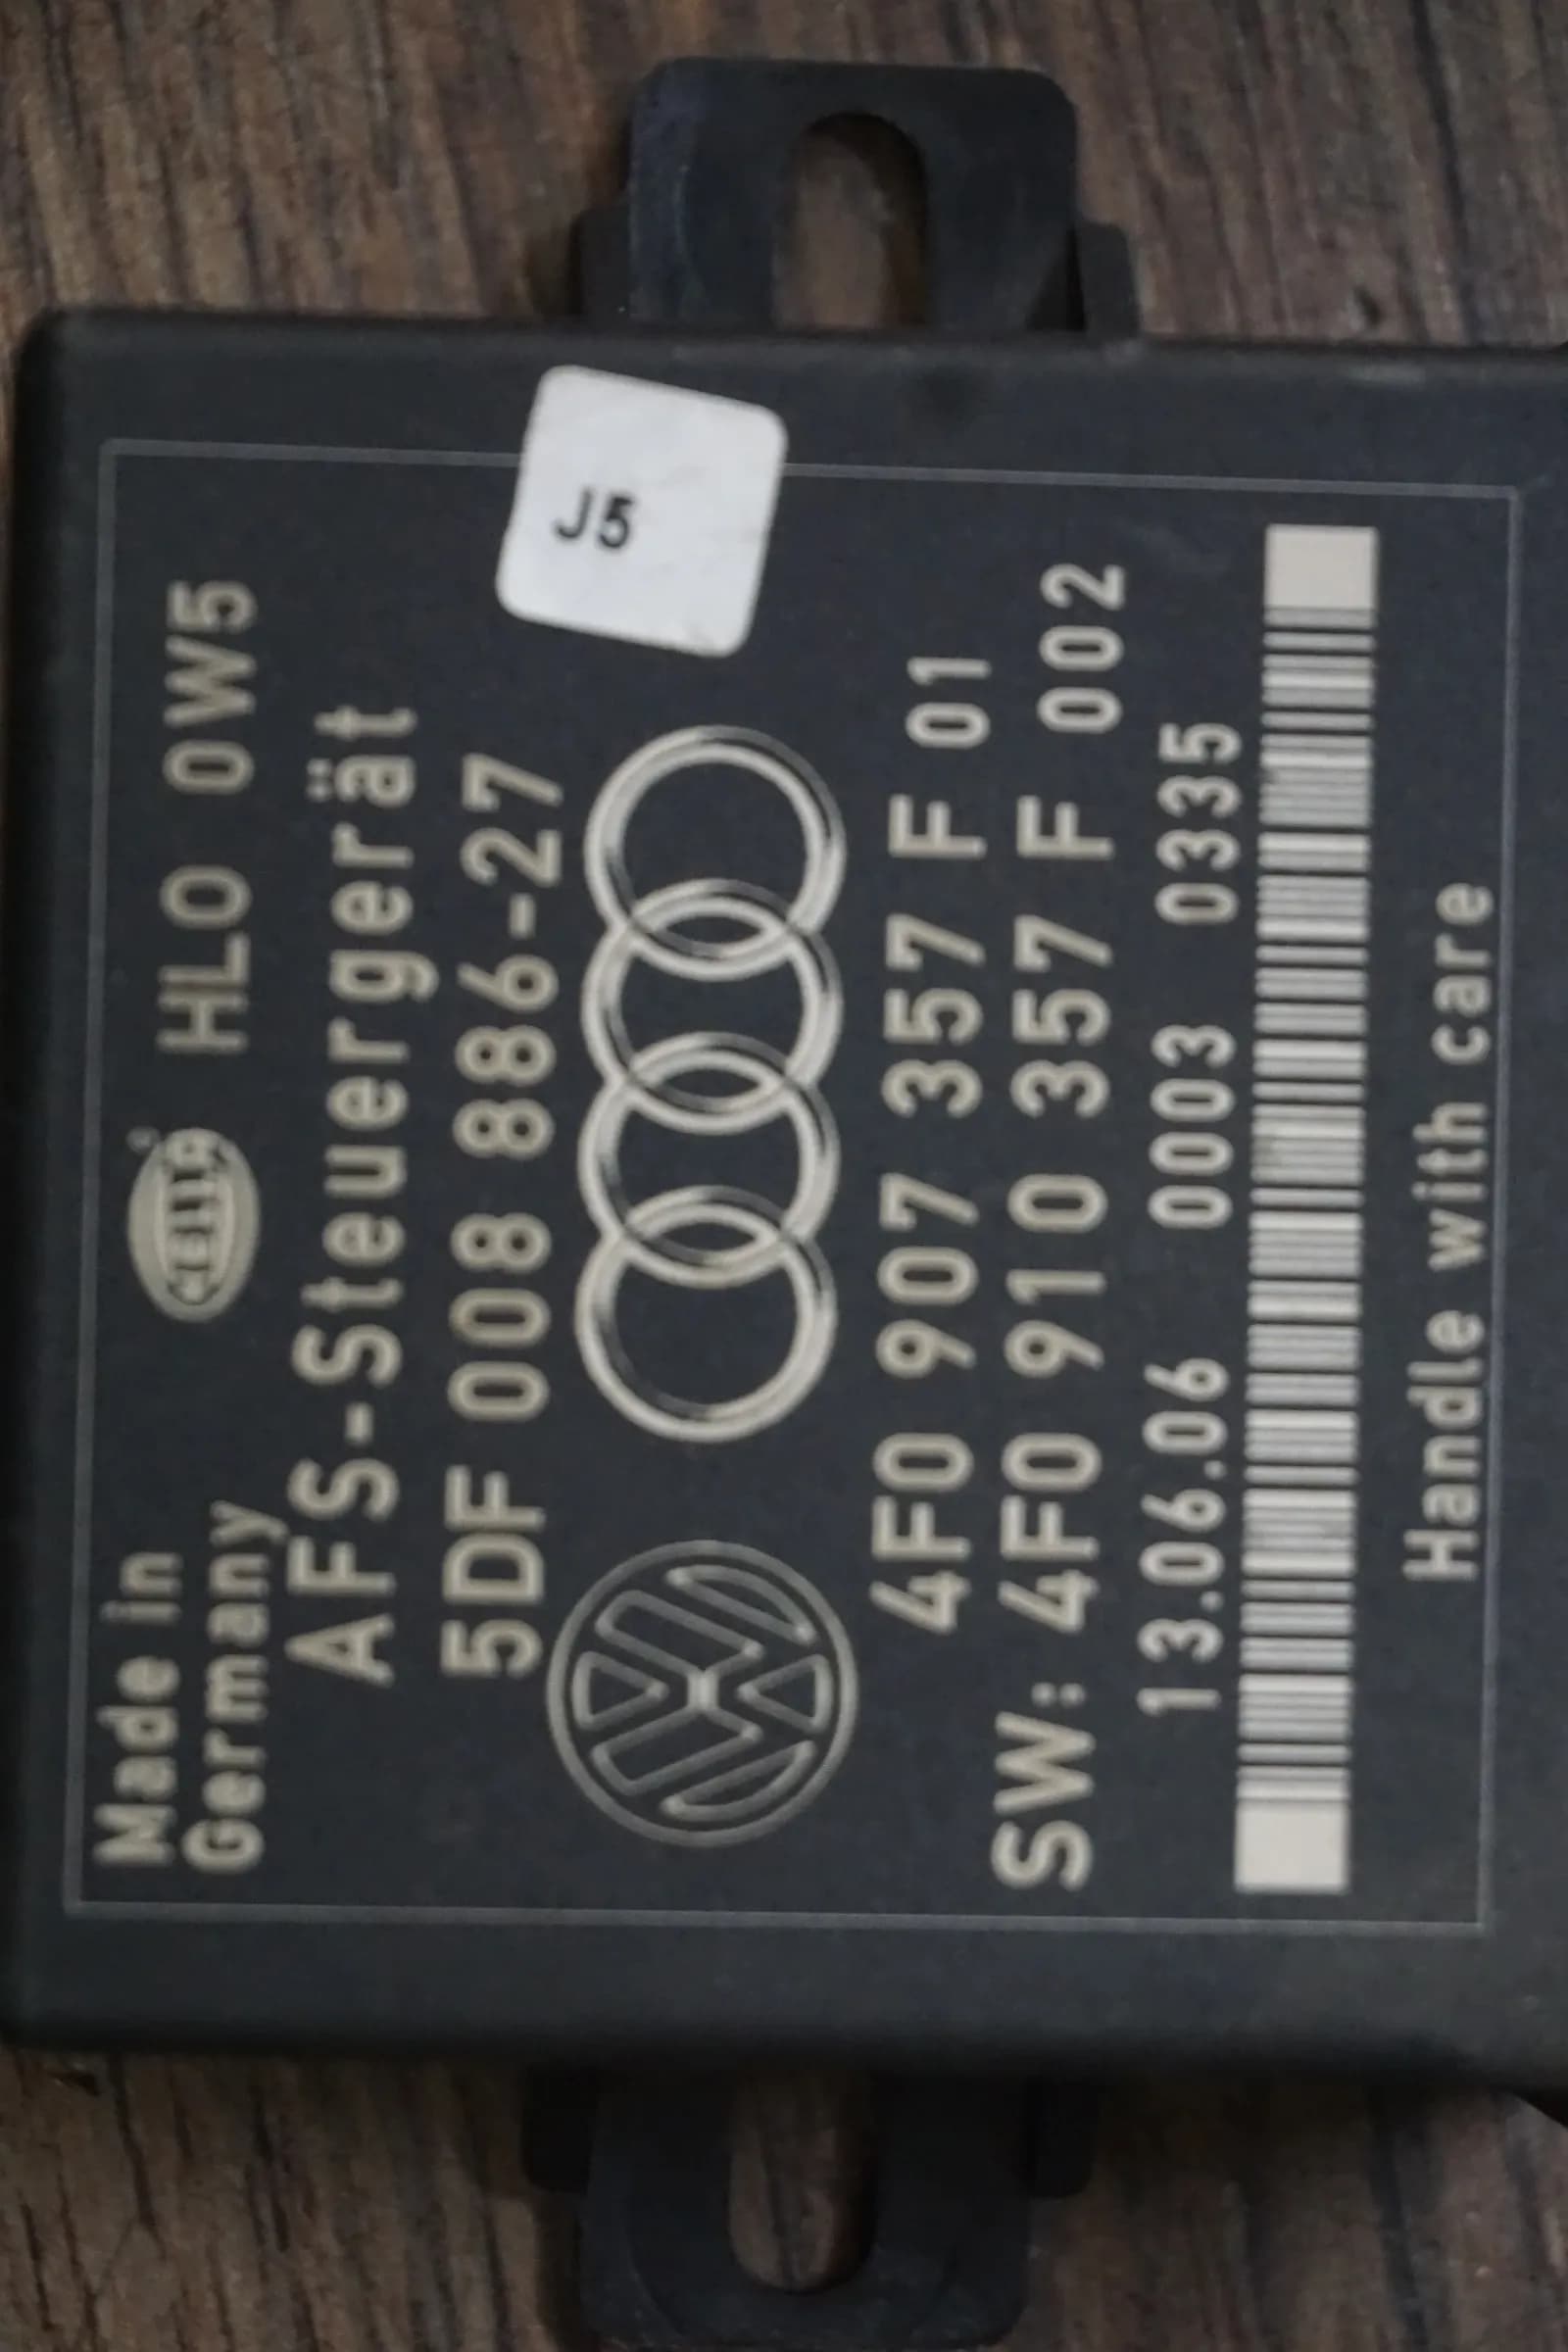 Made in
Germany
HELLA
HLO 0W5
AFS-Steuergerät
5DF 008 886-27
J5
4F0 907 357 F 01
SW: 4F0 910 357 F 002
13.06.06 0003 0335
Handle with care